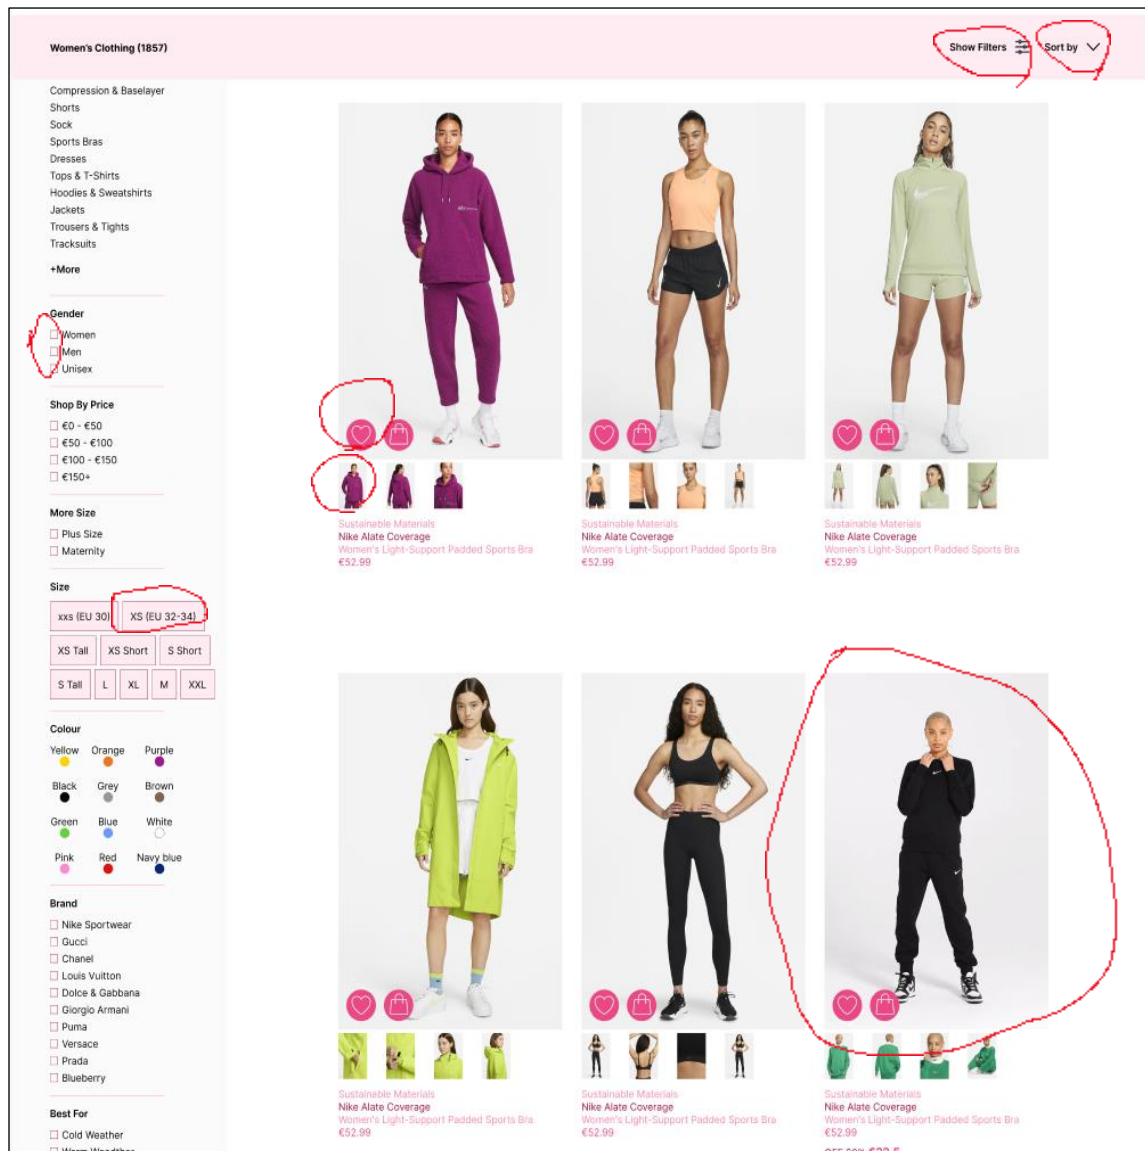 Women's Clothing (1857)
Show Filters
Sort by
Compression & Baselayer
Shorts
Sock
Sports Bras
Dresses
Tops & T-Shirts
Hoodies & Sweatshirts
Jackets
Trousers & Tights
Tracksuits
+More
Gender
Women
Men
Unisex
Shop By Price
€0 - €50
€50 - €100
€100 - €150
€150+
More Size
Plus Size
Maternity
Size
xxs (EU 30) XS (EU 32-34)
XS Tall XS Short S Short
S Tall L XL M XXL
Colour
Yellow Orange Purple
Black Grey Brown
Green Blue White
Pink Red Navy blue
Brand
Nike Sportwear
Gucci
Chanel
Louis Vuitton
Dolce & Gabbana
Giorgio Armani
Puma
Versace
Prada
Blueberry
Best For
Cold Weather
Sustainable Materials
Nike Alate Coverage
Women's Light-Support Padded Sports Bra
€52.99
Sustainable Materials
Nike Alate Coverage
Women's Light-Support Padded Sports Bra
€52.99
Sustainable Materials
Nike Alate Coverage
Women's Light-Support Padded Sports Bra
€52.99
Sustainable Materials
Nike Alate Coverage
Women's Light-Support Padded Sports Bra
€52.99
Sustainable Materials
Nike Alate Coverage
Women's Light-Support Padded Sports Bra
€52.99
Sustainable Materials
Nike Alate Coverage
Women's Light-Support Padded Sports Bra
€52.99